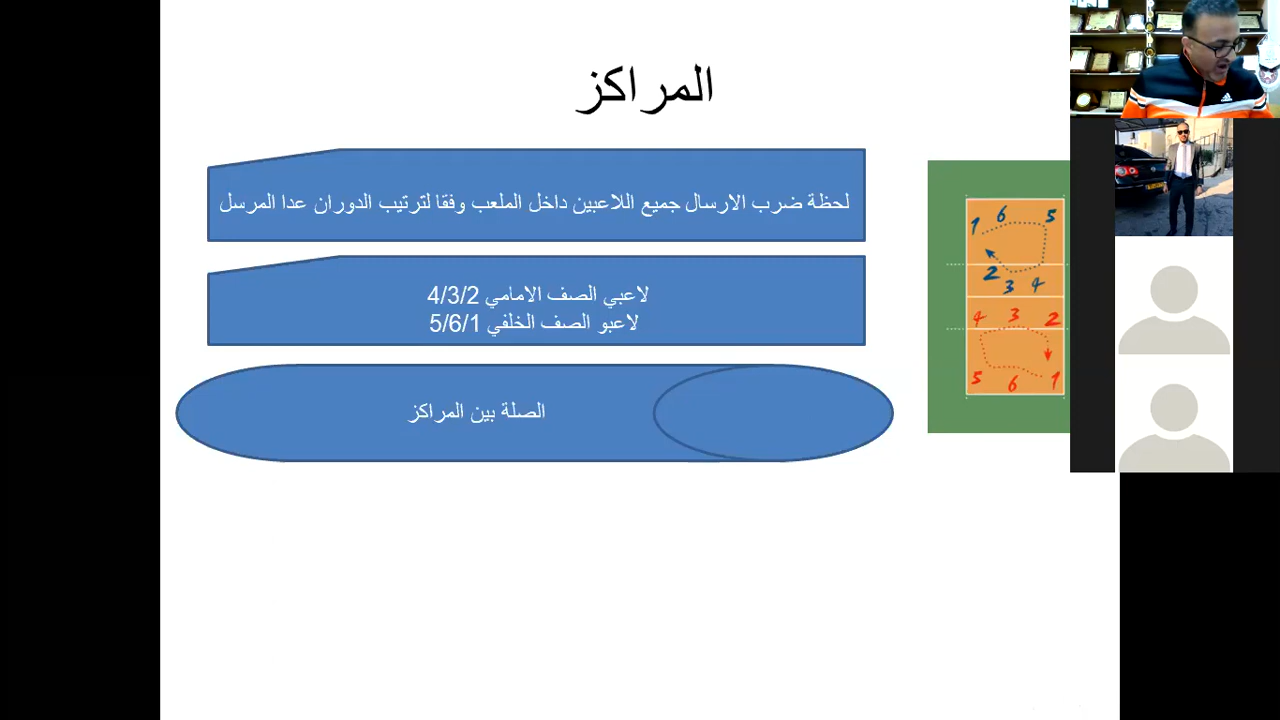 المراكز
لحظة ضرب الارسال جميع اللاعبين داخل الملعب وفقا لترتيب الدوران عدا المرسل
لاعبي الصف الامامي 4/3/2
لاعبو الصف الخلفي 5/6/1
الصلة بين المراكز
1 6 5
2 3 4
4 3 2
5 6 1